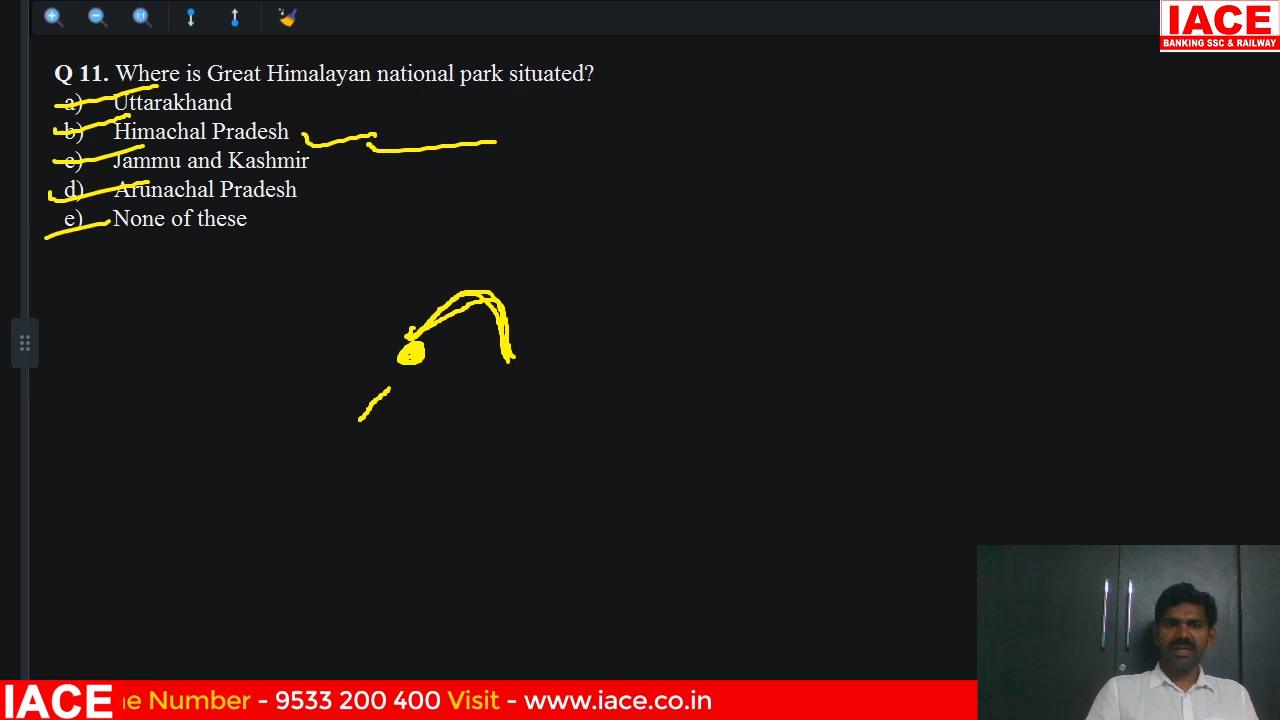 IACE
BANKING SSC & RAILWAY
Q 11. Where is Great Himalayan national park situated?
a) Uttarakhand
b) Himachal Pradesh
c) Jammu and Kashmir
d) Arunachal Pradesh
e) None of these
IACE Number - 9533 200 400 Visit - www.iace.co.in